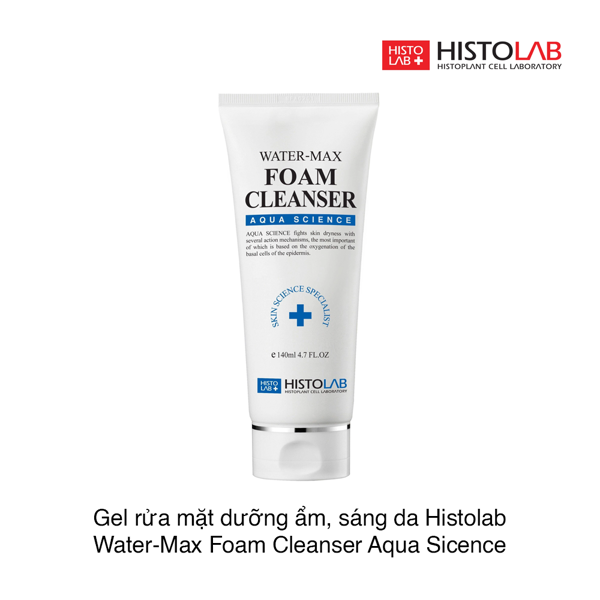 HISTO
LAB +
HISTOLAB
HISTOPLANT CELL LABORATORY
WATER-MAX
FOAM
CLEANSER
AQUA SCIENCE
AQUA SCIENCE fights skin dryness with
several action mechanisms, the most important
of which is based on the oxygenation of the
basal cells of the epidermis.
SKIN SCIENCE SPECIALIST
e 140ml 4.7 FL.OZ
HISTO
LAB +
HISTOLAB
HISTOPLANT CELL LABORATORY
Gel rửa mặt dưỡng ẩm, sáng da Histolab
Water-Max Foam Cleanser Aqua Sicence